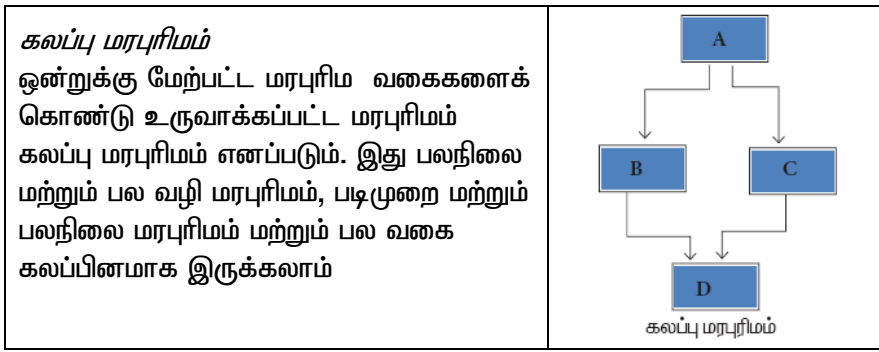 கலப்பு மரபுரிமம்
ஒன்றுக்கு மேற்பட்ட மரபுரிம வகைகளைக்
கொண்டு உருவாக்கப்பட்ட மரபுரிமம்
கலப்பு மரபுரிமம் எனப்படும். இது பலநிலை
மற்றும் பல வழி மரபுரிமம், படிமுறை மற்றும்
பலநிலை மரபுரிமம் மற்றும் பல வகை
கலப்பினமாக இருக்கலாம்
A
B
C
D
கலப்பு மரபுரிமம்